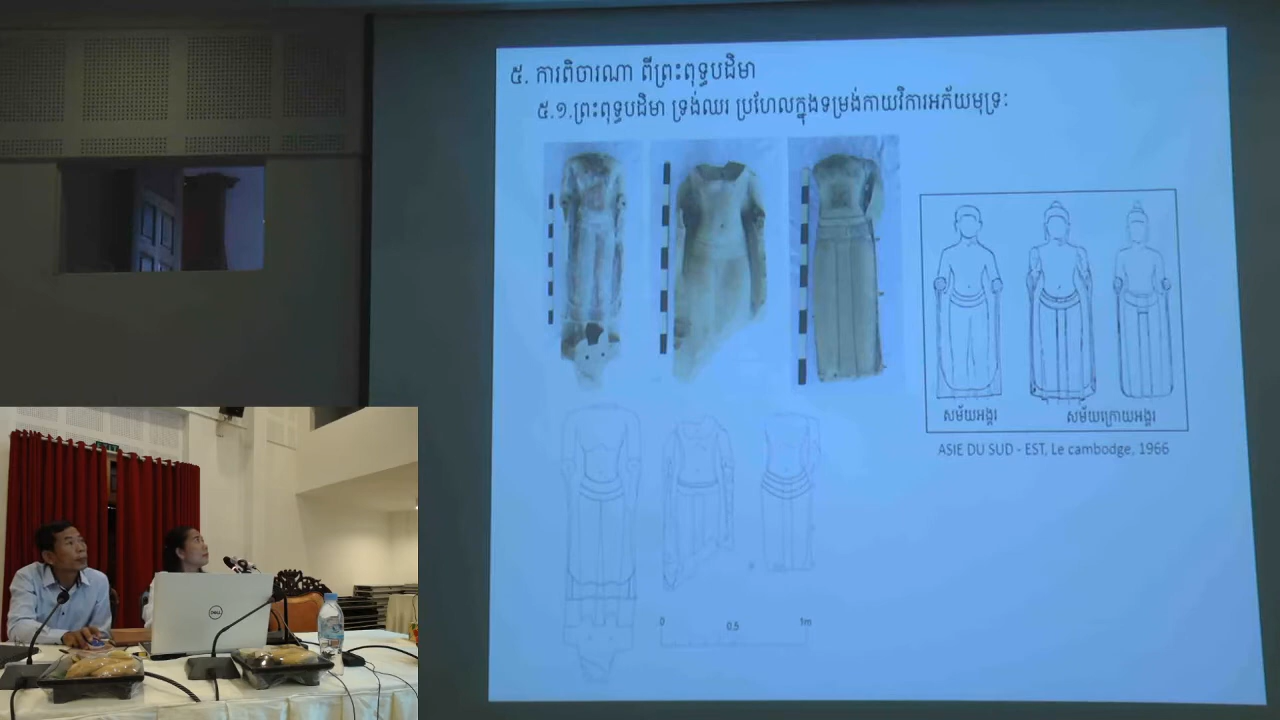 ៥. ការពិចារណា ពីព្រះពុទ្ធបដិមា
៥.១.ព្រះពុទ្ធបដិមា ទ្រង់ឈរ ប្រហែលក្នុងទម្រង់កាយវិការអភ័យមុទ្រៈ
សម័យអង្គរ
សម័យក្រោយអង្គរ
ASIE DU SUD - EST, Le cambodge, 1966
0
0.5
1m
DELL